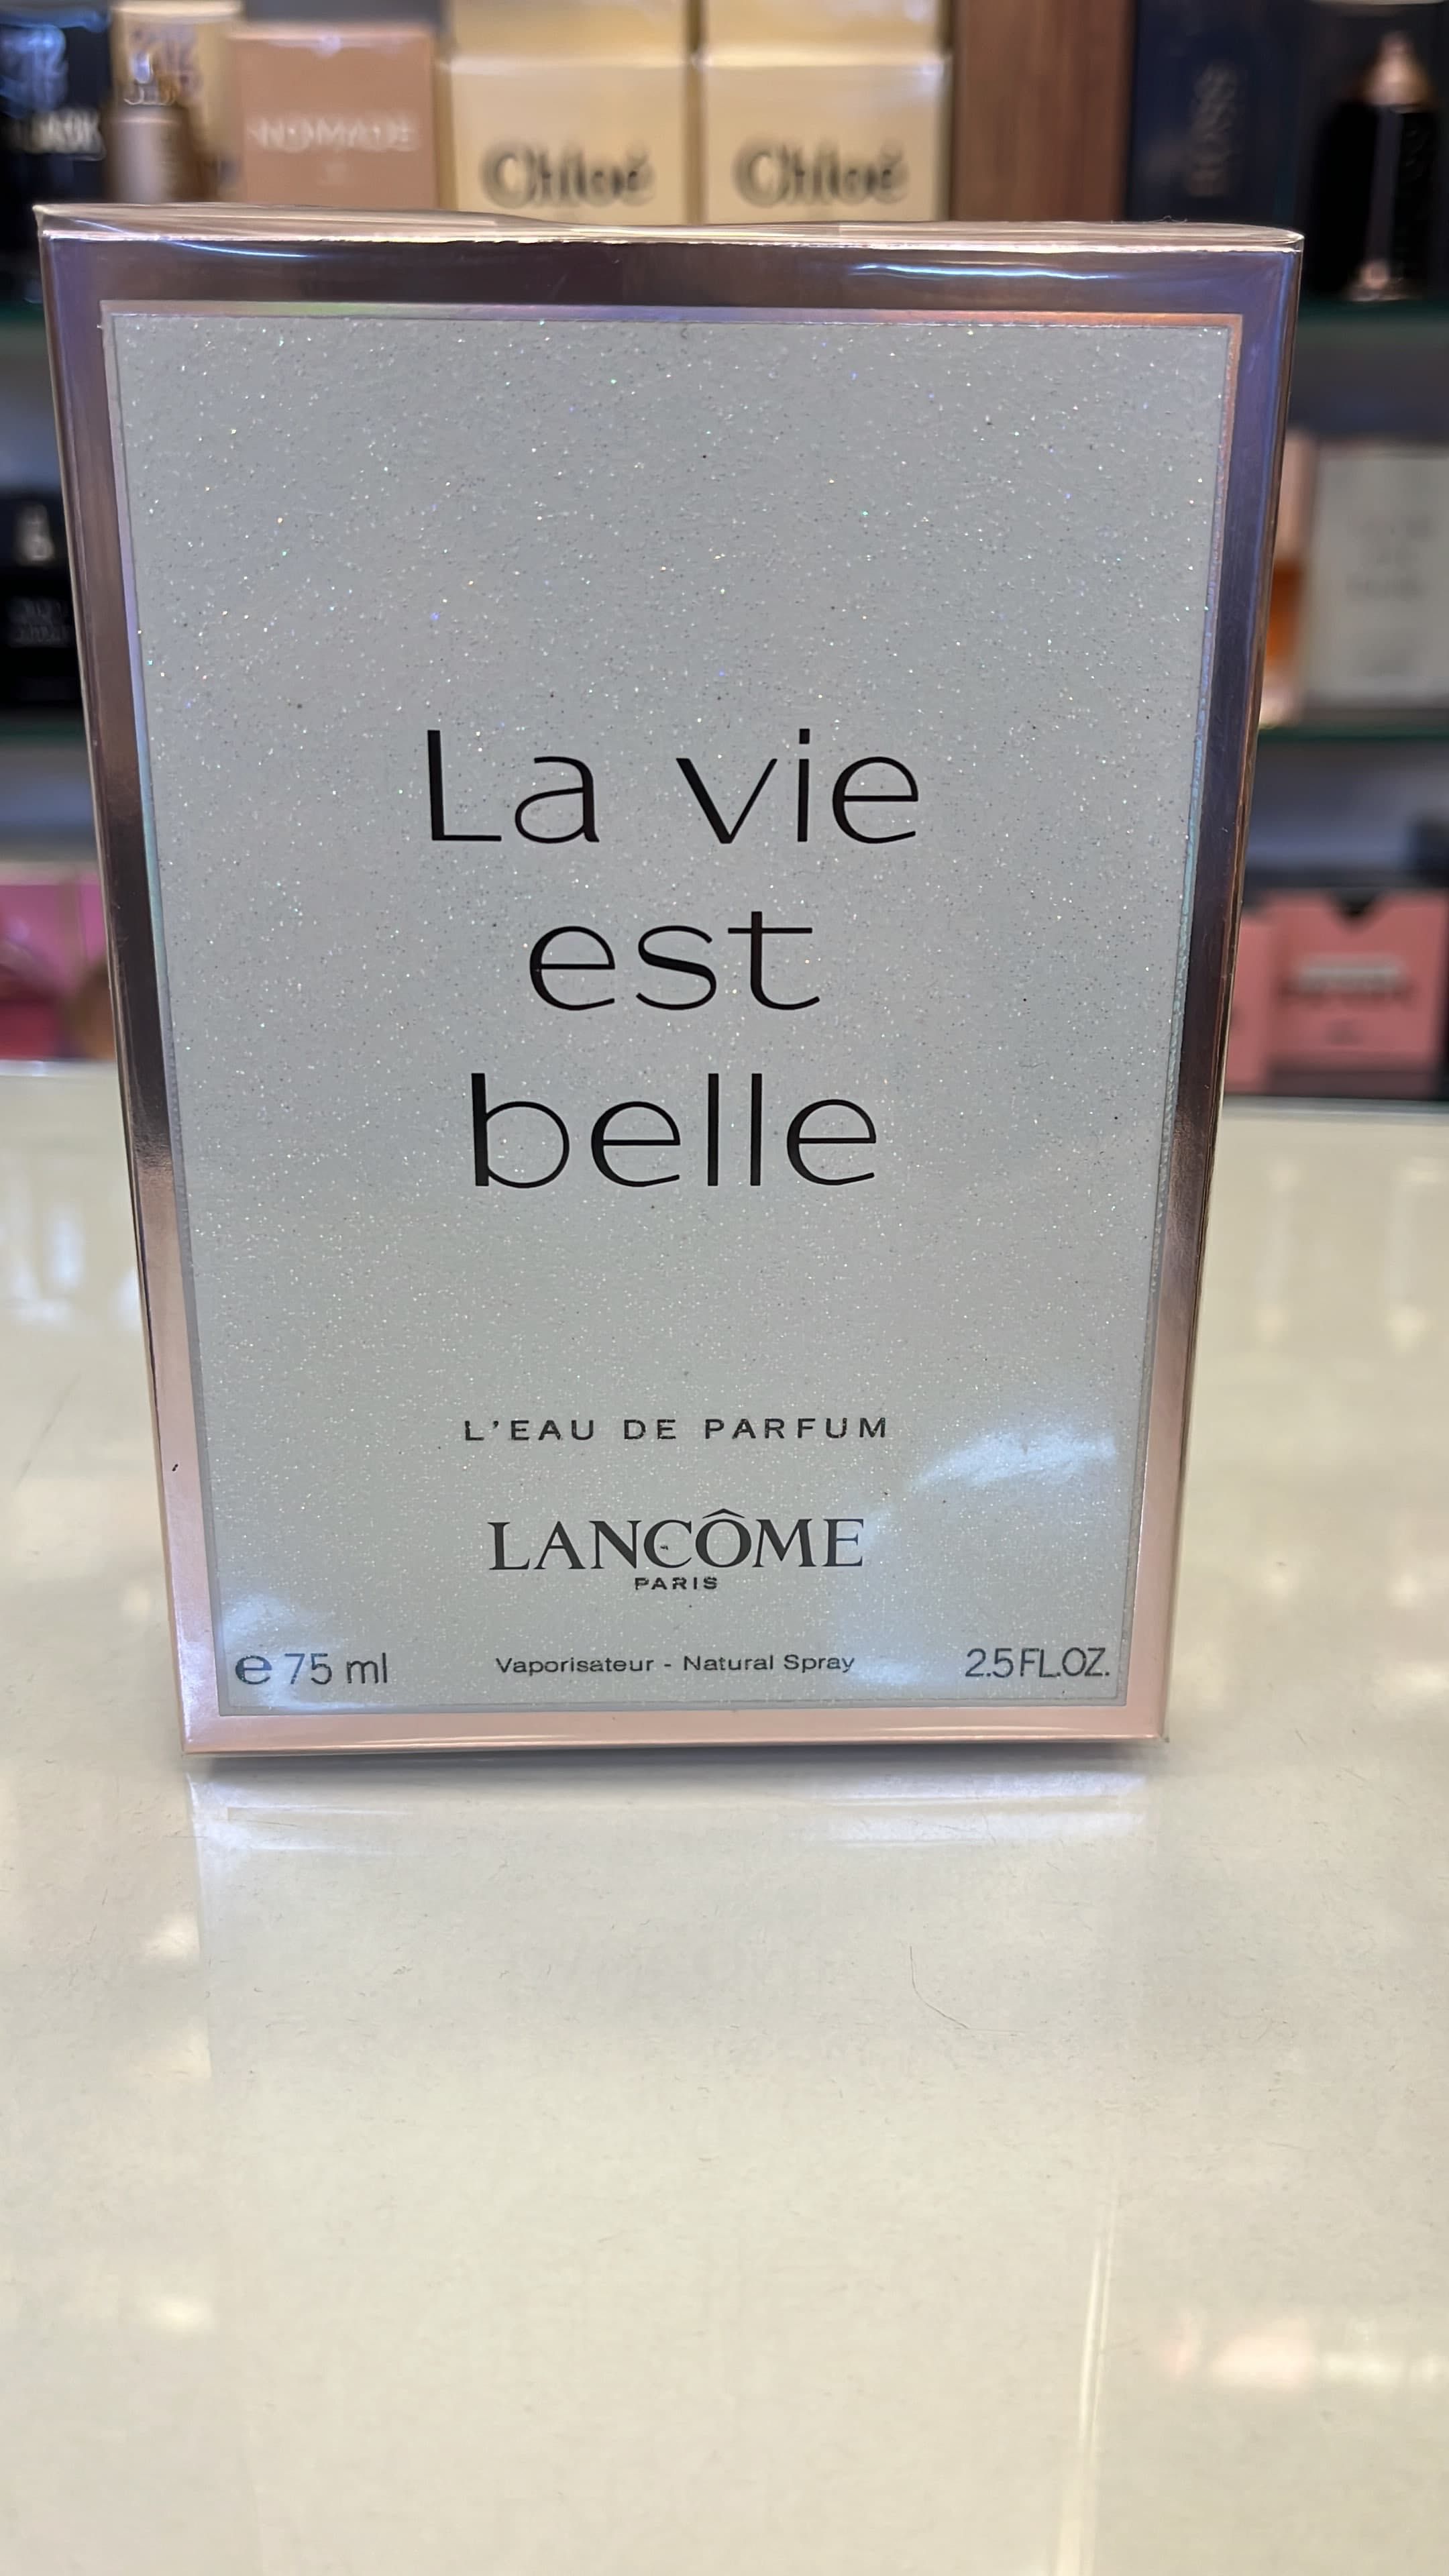 NOMADE
Chloé
Chloé
BOSS
La vie
est
belle
L'EAU DE PARFUM
LANCÔME
PARIS
e 75 ml
Vaporisateur - Natural Spray
2.5 FL.OZ.